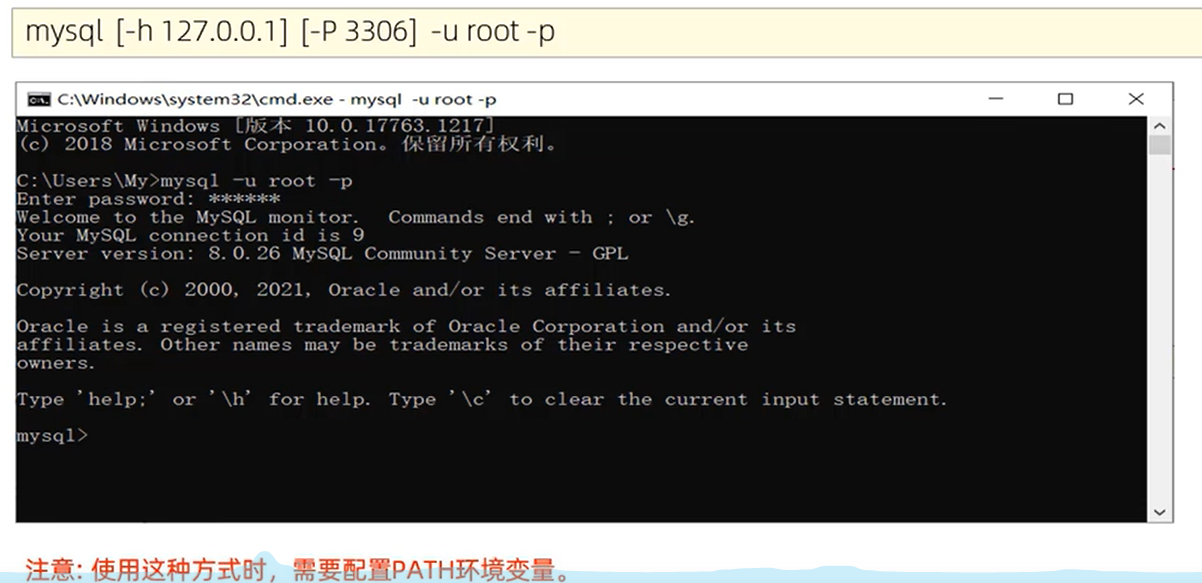 mysql [-h 127.0.0.1] [-P 3306] -u root -p
C:\Windows\system32\cmd.exe - mysql -u root -p
Microsoft Windows [版本 10.0.17763.1217]
(c) 2018 Microsoft Corporation。保留所有权利。
C:\Users\My>mysql -u root -p
Enter password: ******
Welcome to the MySQL monitor.  Commands end with ; or \g.
Your MySQL connection id is 9
Server version: 8.0.26 MySQL Community Server - GPL
Copyright (c) 2000, 2021, Oracle and/or its affiliates.
Oracle is a registered trademark of Oracle Corporation and/or its
affiliates. Other names may be trademarks of their respective
owners.
Type 'help;' or '\h' for help. Type '\c' to clear the current input statement.
mysql>
注意: 使用这种方式时，需要配置PATH环境变量。